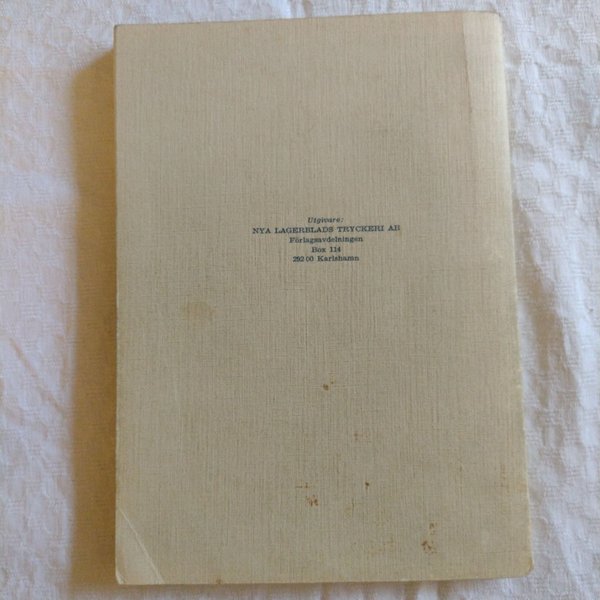 Utgivare:
NYA LAGERBLADS TRYCKERI AB
Förlagsavdelningen
Box 114
292 00 Karlshamn